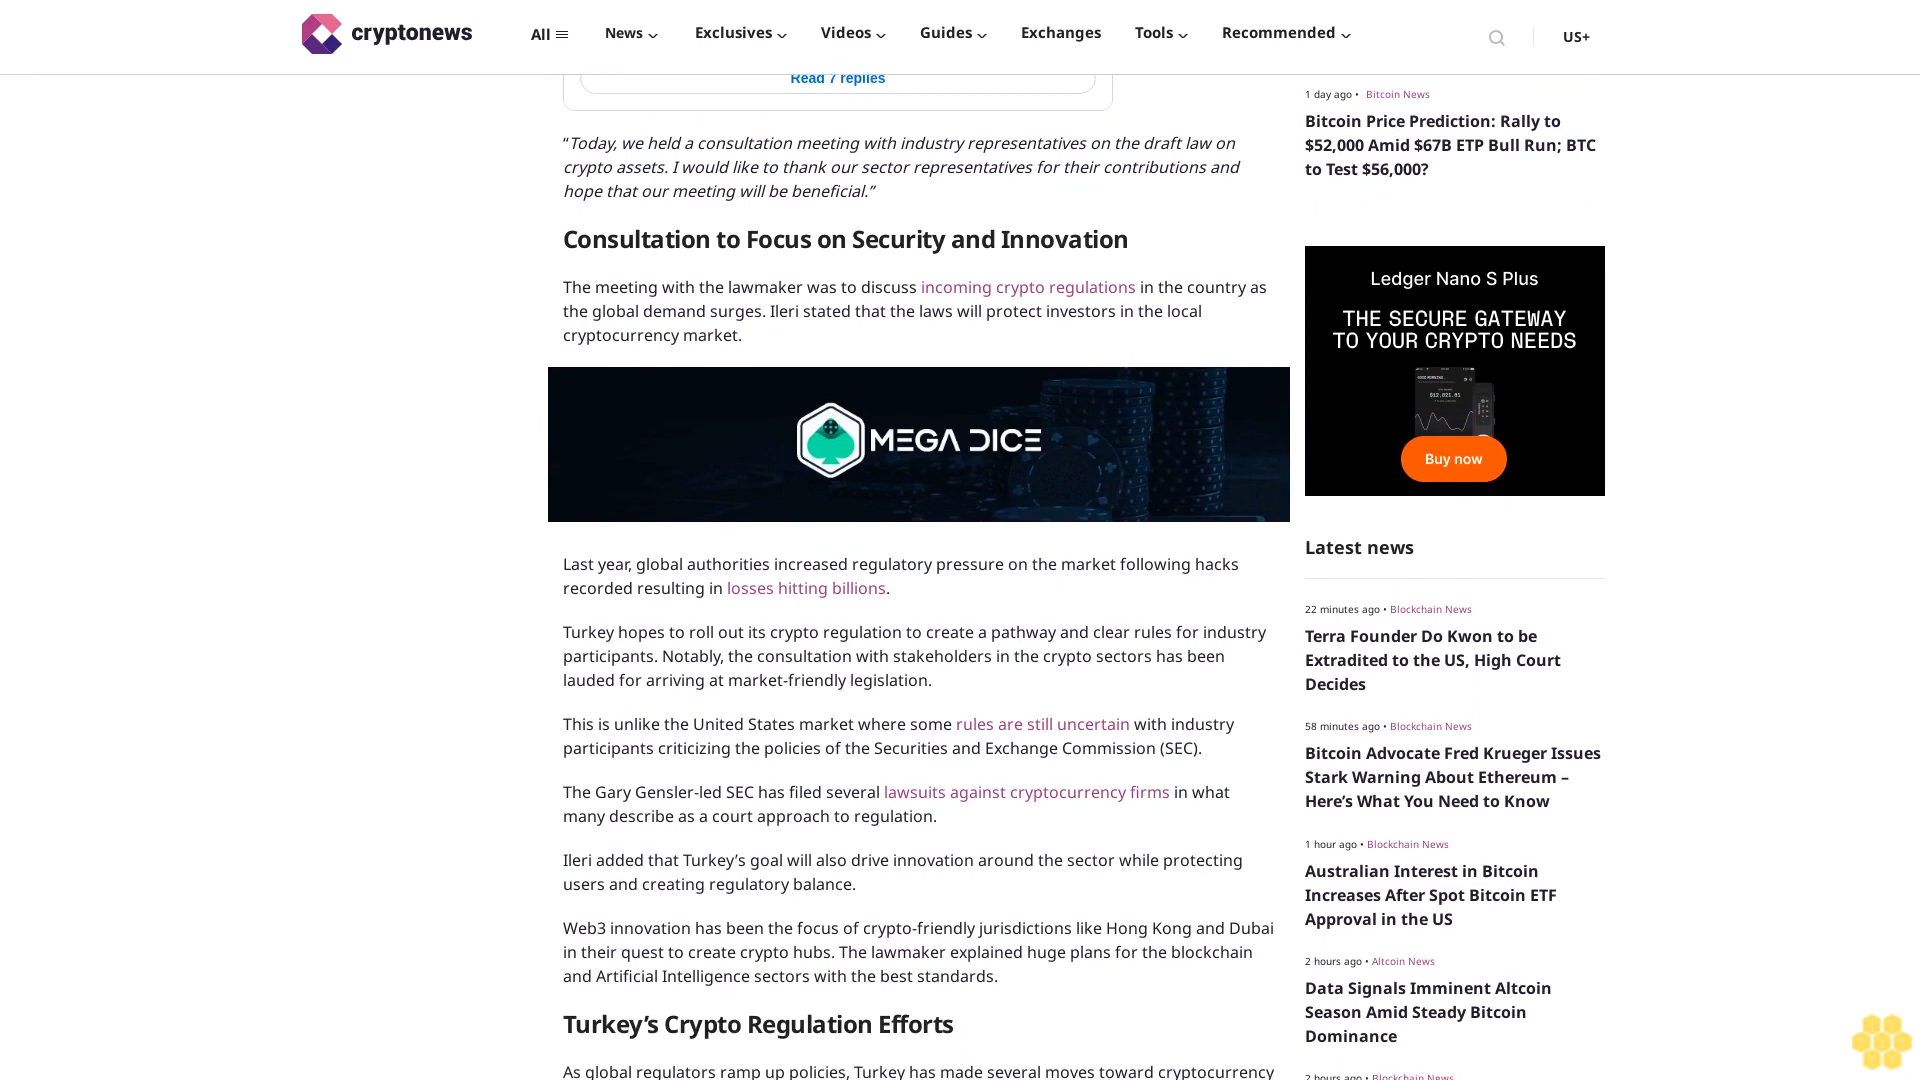 cryptonews
All
News
Exclusives
Videos
Guides
Exchanges
Tools
Recommended
US+
Read 7 replies
“Today, we held a consultation meeting with industry representatives on the draft law on
crypto assets. I would like to thank our sector representatives for their contributions and
hope that our meeting will be beneficial.”
Consultation to Focus on Security and Innovation
The meeting with the lawmaker was to discuss incoming crypto regulations in the country as
the global demand surges. Ileri stated that the laws will protect investors in the local
cryptocurrency market.
MEGA DICE
Last year, global authorities increased regulatory pressure on the market following hacks
recorded resulting in losses hitting billions.
Turkey hopes to roll out its crypto regulation to create a pathway and clear rules for industry
participants. Notably, the consultation with stakeholders in the crypto sectors has been
lauded for arriving at market-friendly legislation.
This is unlike the United States market where some rules are still uncertain with industry
participants criticizing the policies of the Securities and Exchange Commission (SEC).
The Gary Gensler-led SEC has filed several lawsuits against cryptocurrency firms in what
many describe as a court approach to regulation.
Ileri added that Turkey’s goal will also drive innovation around the sector while protecting
users and creating regulatory balance.
Web3 innovation has been the focus of crypto-friendly jurisdictions like Hong Kong and Dubai
in their quest to create crypto hubs. The lawmaker explained huge plans for the blockchain
and Artificial Intelligence sectors with the best standards.
Turkey’s Crypto Regulation Efforts
As global regulators ramp up policies, Turkey has made several moves toward cryptocurrency
1 day ago • Bitcoin News
Bitcoin Price Prediction: Rally to
$52,000 Amid $67B ETP Bull Run; BTC
to Test $56,000?
Ledger Nano S Plus
THE SECURE GATEWAY
TO YOUR CRYPTO NEEDS
$12,021.01
Buy now
Latest news
22 minutes ago • Blockchain News
Terra Founder Do Kwon to be
Extradited to the US, High Court
Decides
58 minutes ago • Blockchain News
Bitcoin Advocate Fred Krueger Issues
Stark Warning About Ethereum –
Here’s What You Need to Know
1 hour ago • Blockchain News
Australian Interest in Bitcoin
Increases After Spot Bitcoin ETF
Approval in the US
2 hours ago • Altcoin News
Data Signals Imminent Altcoin
Season Amid Steady Bitcoin
Dominance
2 hours ago • Blockchain News